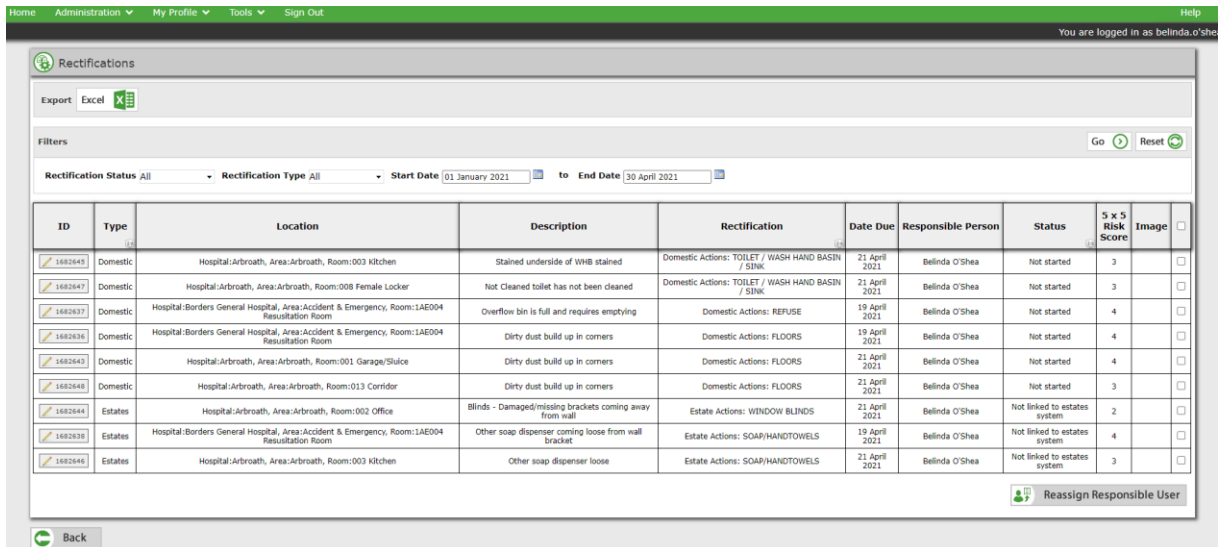 Home Administration My Profile Tools Sign Out Help
You are logged in as belinda.o'shea
Rectifications
Export Excel
Filters Go Reset
Rectification Status All Rectification Type All Start Date 01 January 2021 to End Date 30 April 2021
ID Type Location Description Rectification Date Due Responsible Person Status 5 x 5 Risk Score Image
1682645 Domestic Hospital:Arbroath, Area:Arbroath, Room:003 Kitchen Stained underside of WHB stained Domestic Actions: TOILET / WASH HAND BASIN / SINK 21 April 2021 Belinda O'Shea Not started 3
1682647 Domestic Hospital:Arbroath, Area:Arbroath, Room:008 Female Locker Not Cleaned toilet has not been cleaned Domestic Actions: TOILET / WASH HAND BASIN / SINK 21 April 2021 Belinda O'Shea Not started 3
1682637 Domestic Hospital:Borders General Hospital, Area:Accident & Emergency, Room:1AE004 Resusitation Room Overflow bin is full and requires emptying Domestic Actions: REFUSE 19 April 2021 Belinda O'Shea Not started 4
1682636 Domestic Hospital:Borders General Hospital, Area:Accident & Emergency, Room:1AE004 Resusitation Room Dirty dust build up in corners Domestic Actions: FLOORS 19 April 2021 Belinda O'Shea Not started 4
1682643 Domestic Hospital:Arbroath, Area:Arbroath, Room:001 Garage/Sluice Dirty dust build up in corners Domestic Actions: FLOORS 21 April 2021 Belinda O'Shea Not started 4
1682648 Domestic Hospital:Arbroath, Area:Arbroath, Room:013 Corridor Dirty dust build up in corners Domestic Actions: FLOORS 21 April 2021 Belinda O'Shea Not started 3
1682644 Estates Hospital:Arbroath, Area:Arbroath, Room:002 Office Blinds - Damaged/missing brackets coming away from wall Estate Actions: WINDOW BLINDS 21 April 2021 Belinda O'Shea Not linked to estates system 2
1682638 Estates Hospital:Borders General Hospital, Area:Accident & Emergency, Room:1AE004 Resusitation Room Other soap dispenser coming loose from wall bracket Estate Actions: SOAP/HANDTOWELS 19 April 2021 Belinda O'Shea Not linked to estates system 4
1682646 Estates Hospital:Arbroath, Area:Arbroath, Room:003 Kitchen Other soap dispenser loose Estate Actions: SOAP/HANDTOWELS 21 April 2021 Belinda O'Shea Not linked to estates system 3
Reassign Responsible User
Back